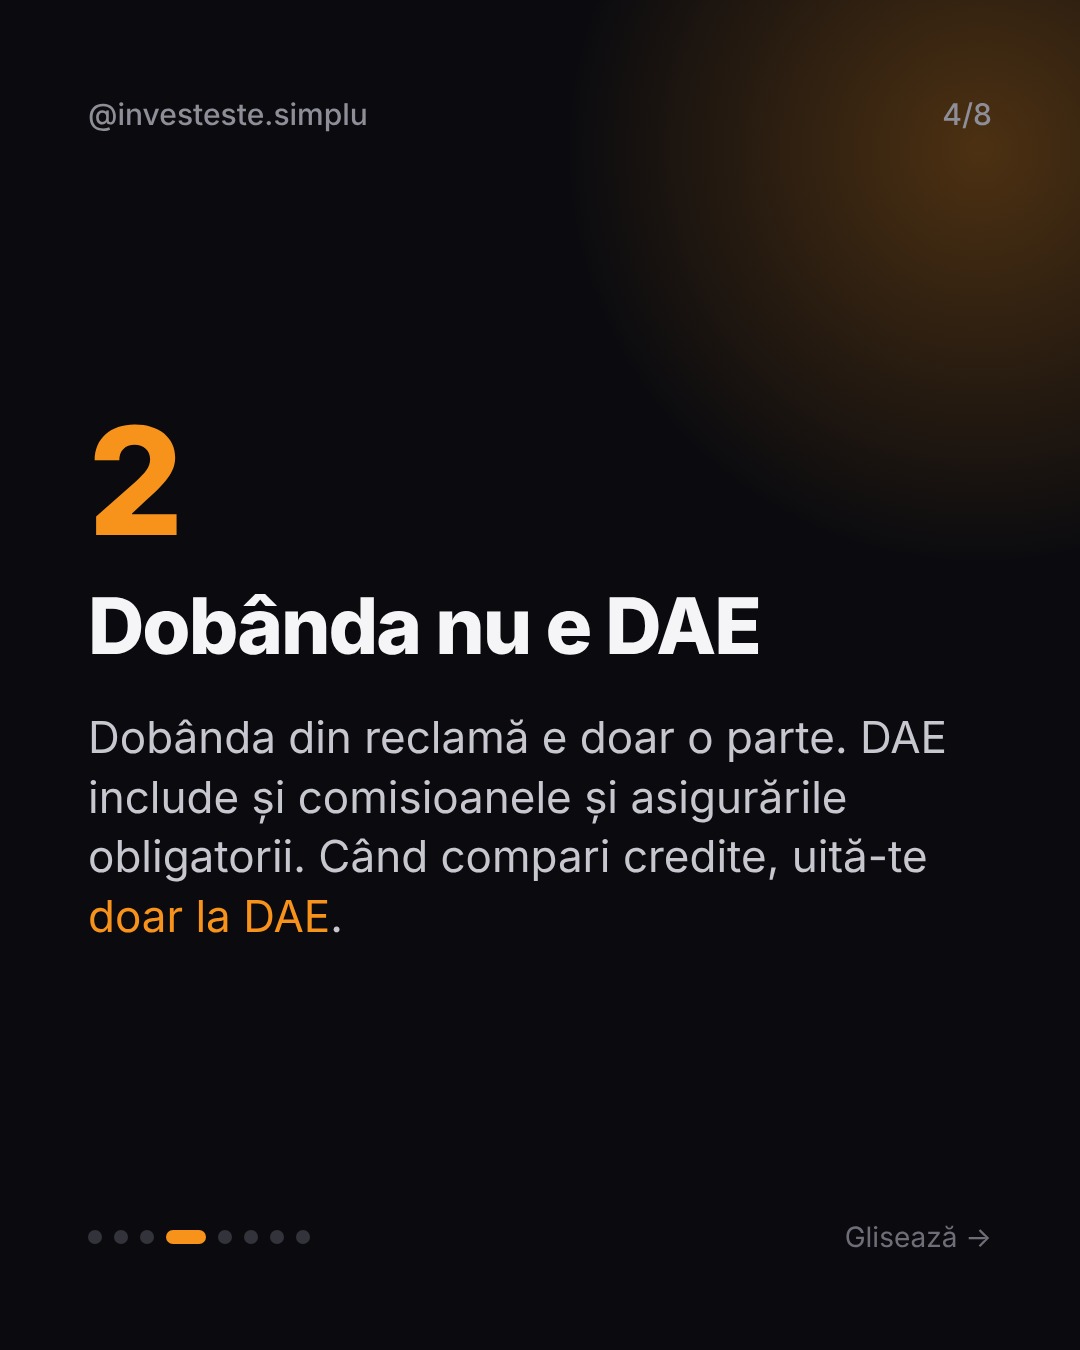 @investeste.simplu
4/8
2
Dobânda nu e DAE
Dobânda din reclamă e doar o parte. DAE
include și comisioanele și asigurările
obligatorii. Când compari credite, uită-te
doar la DAE.
Glisează →